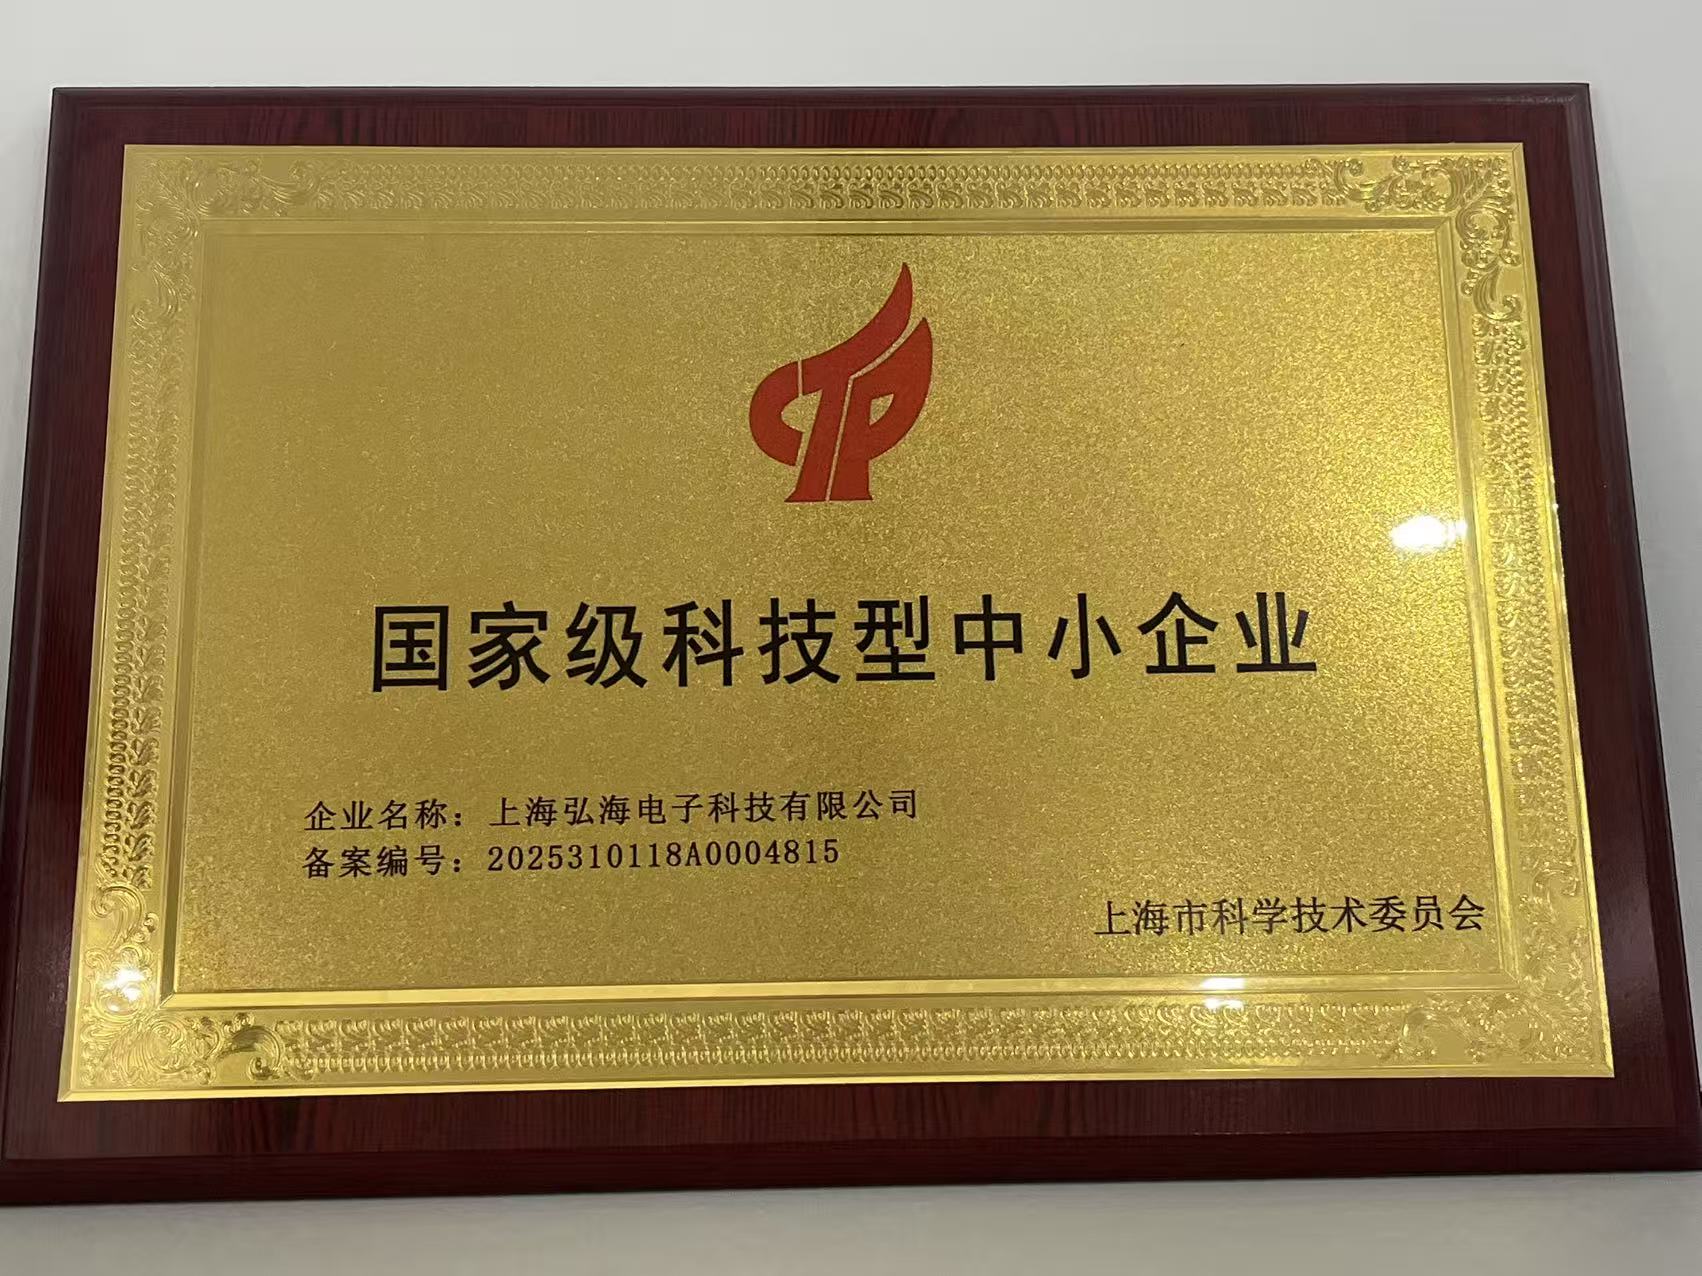 CTP
国家级科技型中小企业
企业名称：上海弘海电子科技有限公司
备案编号：2025310118A0004815
上海市科学技术委员会